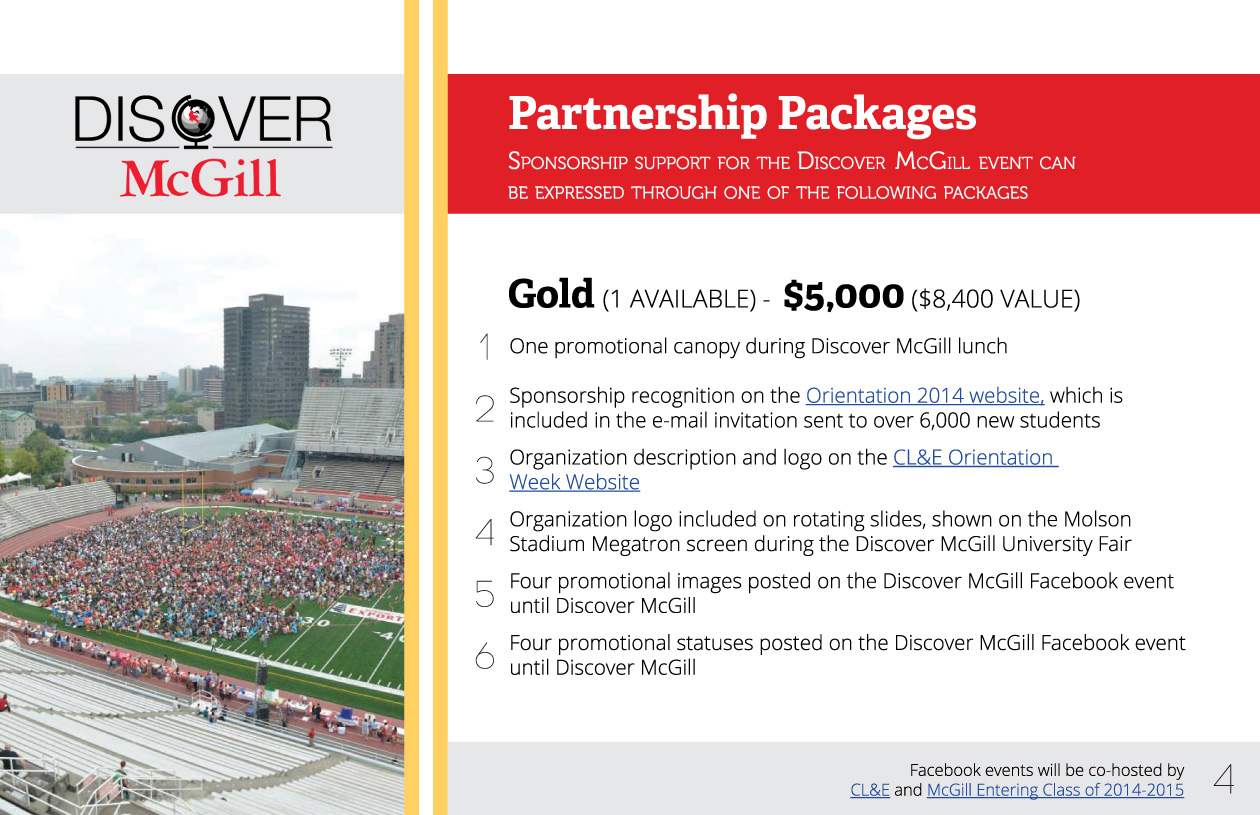 DISCOVER
McGill
Partnership Packages
Sponsorship support for the Discover McGill event can
be expressed through one of the following packages
Gold (1 AVAILABLE) - $5,000 ($8,400 VALUE)
1 One promotional canopy during Discover McGill lunch
2 Sponsorship recognition on the Orientation 2014 website, which is
included in the e-mail invitation sent to over 6,000 new students
3 Organization description and logo on the CL&E Orientation
Week Website
4 Organization logo included on rotating slides, shown on the Molson
Stadium Megatron screen during the Discover McGill University Fair
5 Four promotional images posted on the Discover McGill Facebook event
until Discover McGill
6 Four promotional statuses posted on the Discover McGill Facebook event
until Discover McGill
EXPORT
30
Facebook events will be co-hosted by
CL&E and McGill Entering Class of 2014-2015
4